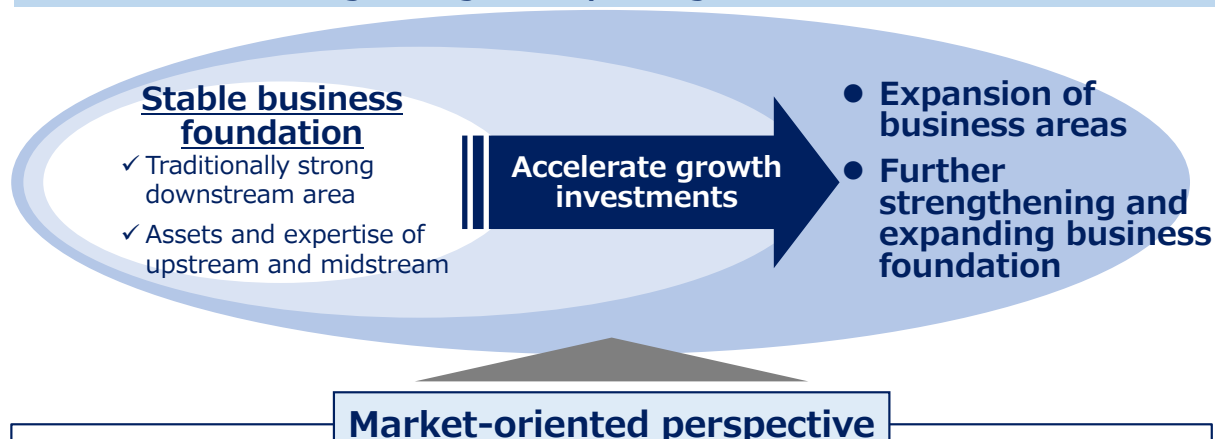 Stable business
foundation
✓ Traditionally strong
downstream area
✓ Assets and expertise of
upstream and midstream
Accelerate growth
investments
● Expansion of
business areas
● Further
strengthening and
expanding business
foundation
Market-oriented perspective